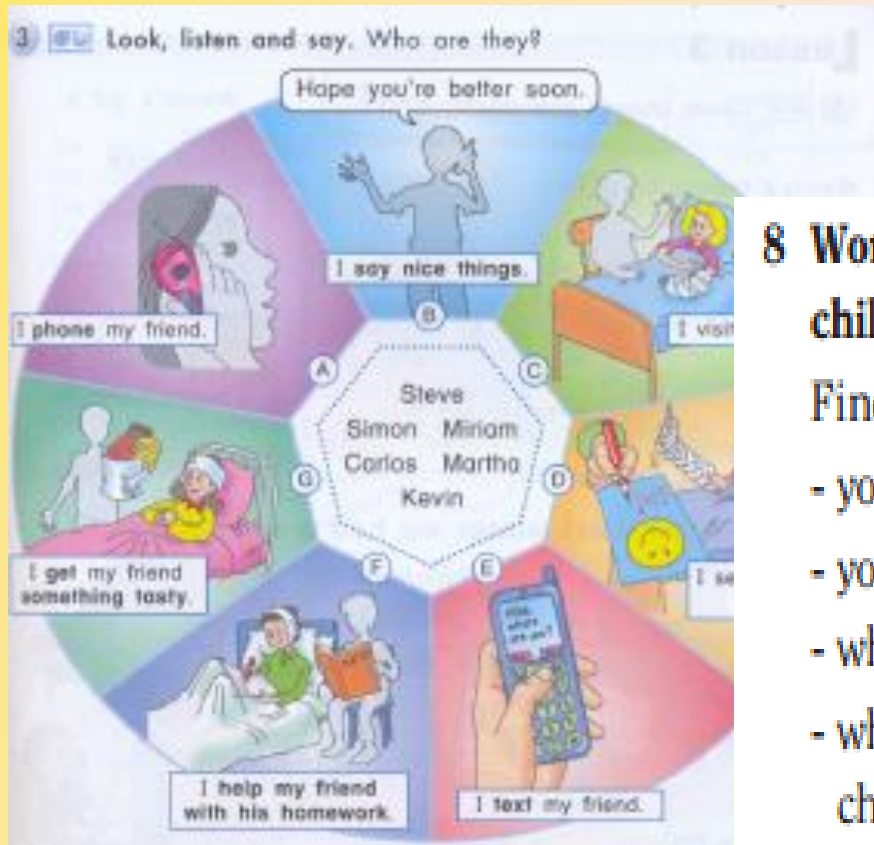 3 Look, listen and say. Who are they?
Hope you're better soon.
I say nice things.
B
I phone my friend.
A
I visit
C
Steve
Simon Miriam
Carlos Martha
Kevin
G
D
I get my friend
something tasty.
I se
F
E
I help my friend
with his homework.
I text my friend.
8 Wor
chil
Find
- yo
- yo
- wh
- wh
ch